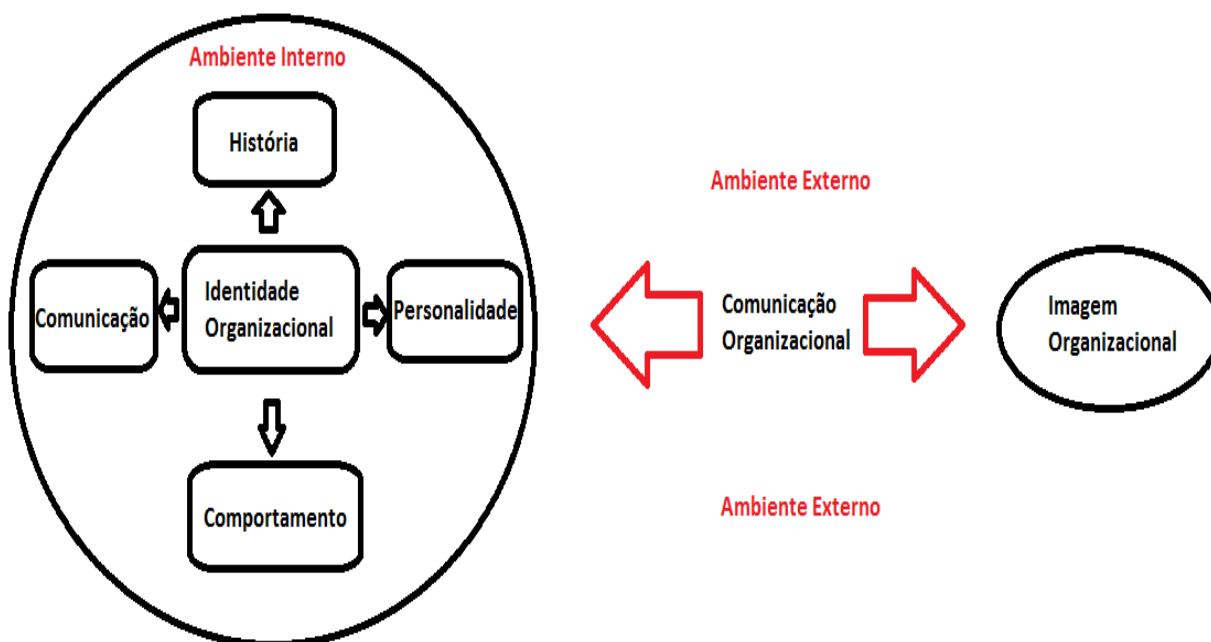 Ambiente Interno
História
Comunicação
Identidade
Organizacional
Personalidade
Comportamento
Ambiente Externo
Comunicação
Organizacional
Imagem
Organizacional
Ambiente Externo